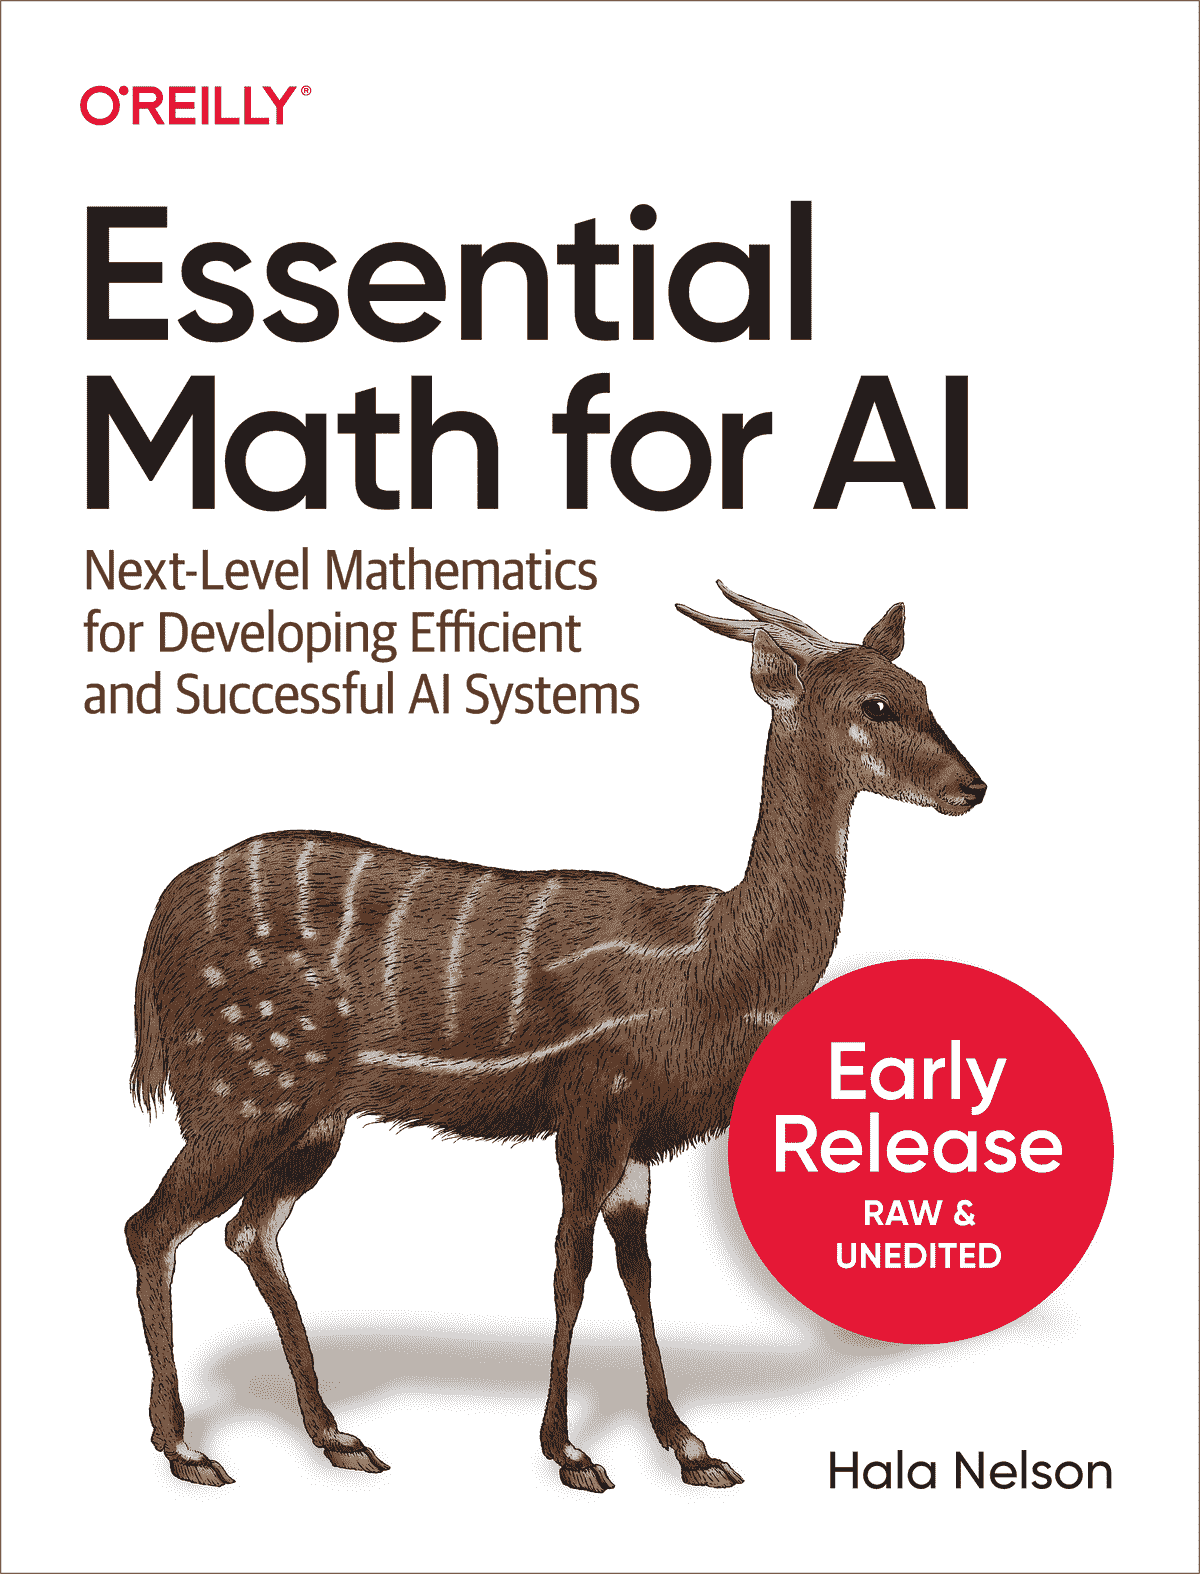 O'REILLY®
Essential
Math for AI
Next-Level Mathematics
for Developing Efficient
and Successful AI Systems
Early
Release
RAW &
UNEDITED
Hala Nelson